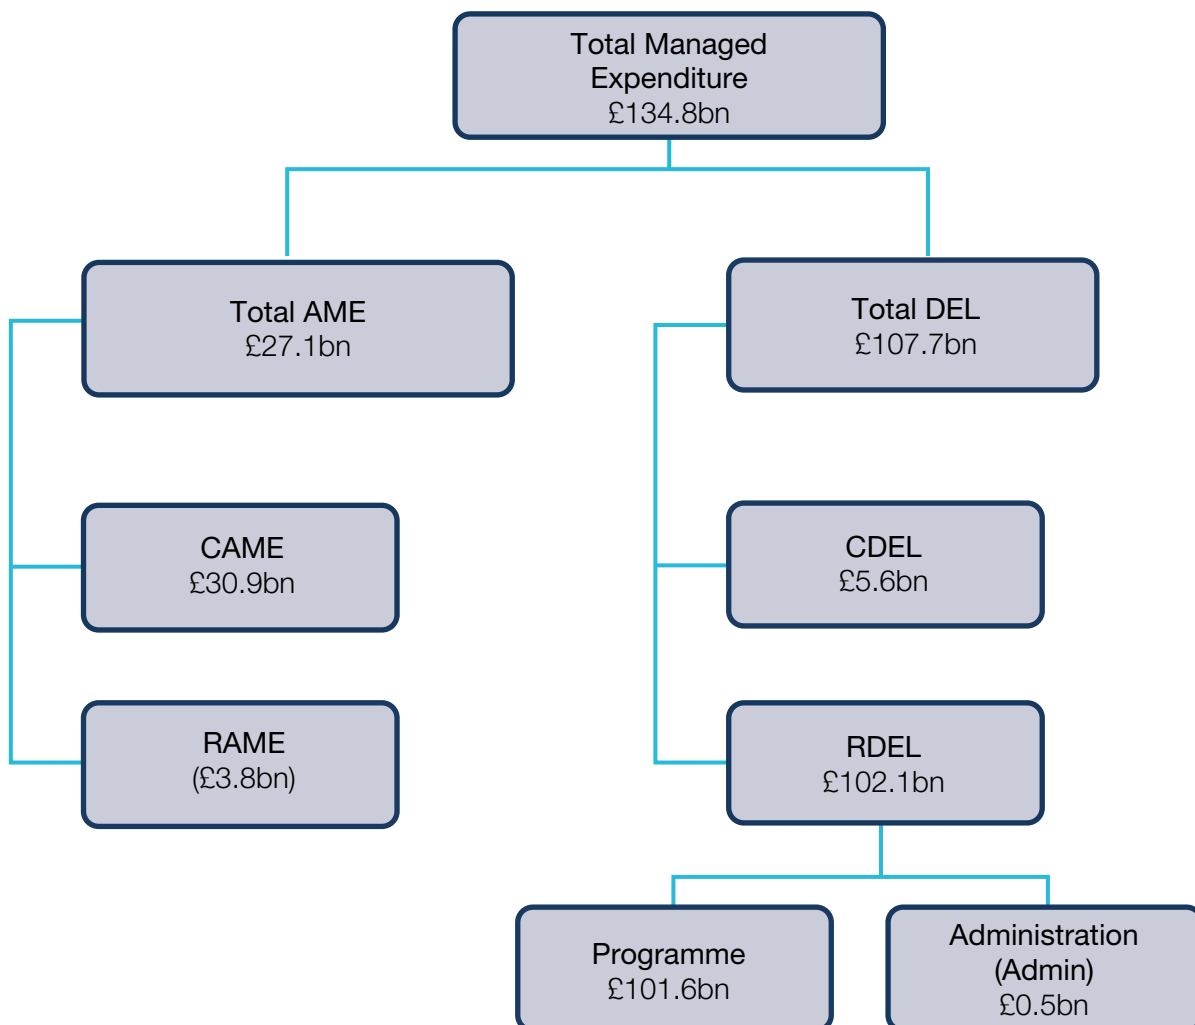 Total Managed
Expenditure
£134.8bn
Total AME
£27.1bn
Total DEL
£107.7bn
CAME
£30.9bn
CDEL
£5.6bn
RAME
(£3.8bn)
RDEL
£102.1bn
Programme
£101.6bn
Administration
(Admin)
£0.5bn